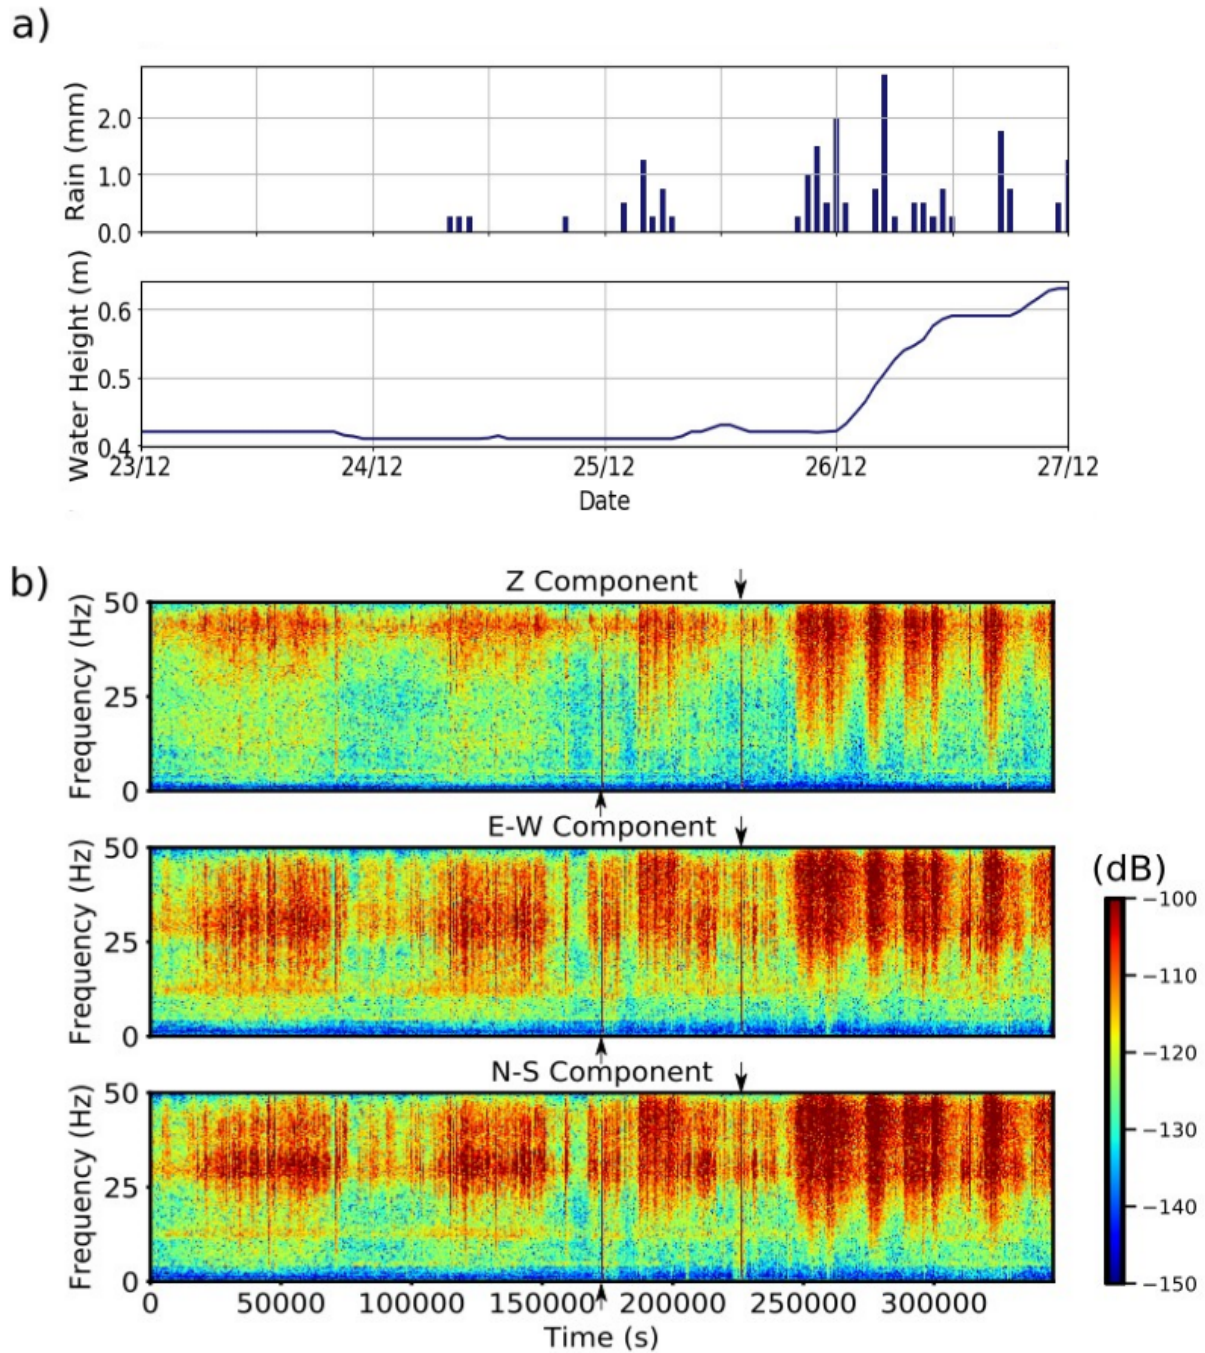 a)
Rain (mm)
2.0
1.0
0.0
Water Height (m)
0.6
0.5
0.4
23/12 24/12 25/12 26/12 27/12
Date
b)
Z Component
Frequency (Hz)
50
25
0
E-W Component
Frequency (Hz)
50
25
0
N-S Component
Frequency (Hz)
50
25
0
0 50000 100000 150000 200000 250000 300000
Time (s)
(dB)
−100
−110
−120
−130
−140
−150